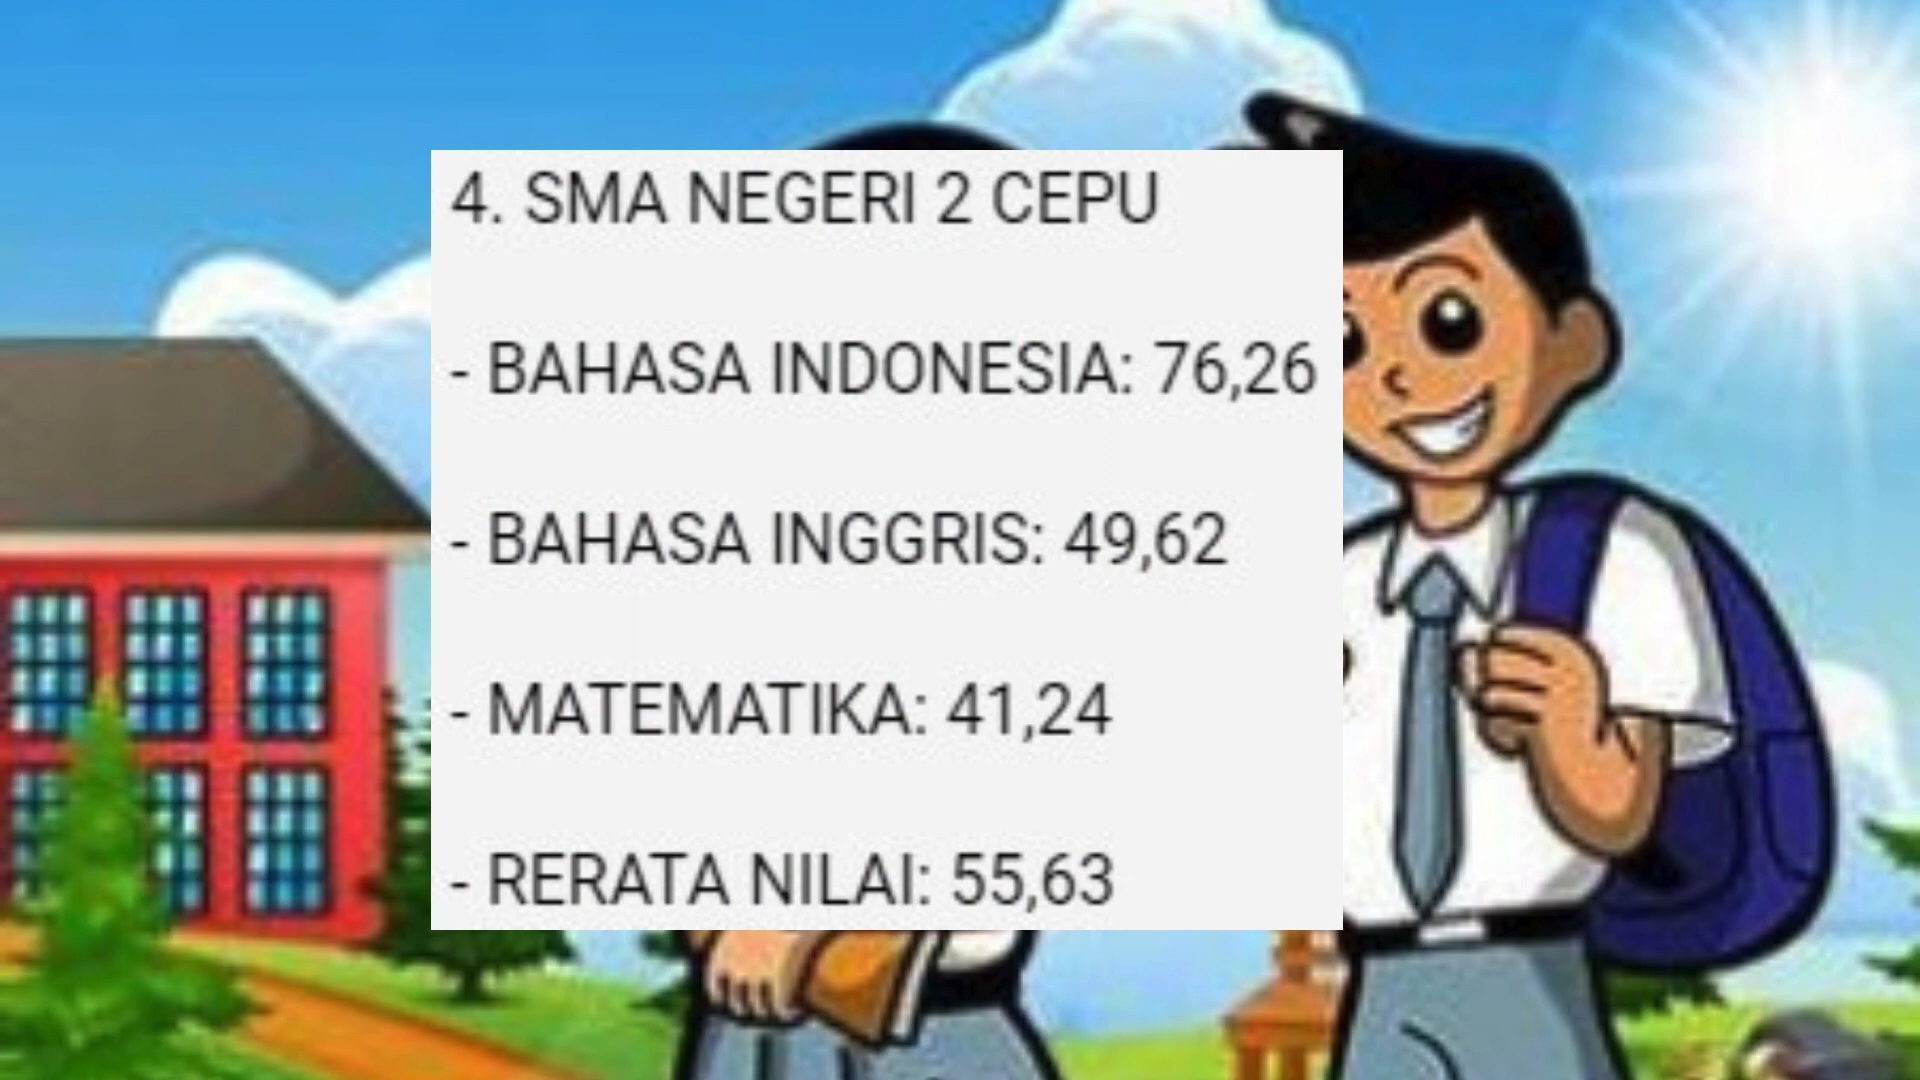 4. SMA NEGERI 2 CEPU
- BAHASA INDONESIA: 76,26
- BAHASA INGGRIS: 49,62
- MATEMATIKA: 41,24
- RERATA NILAI: 55,63